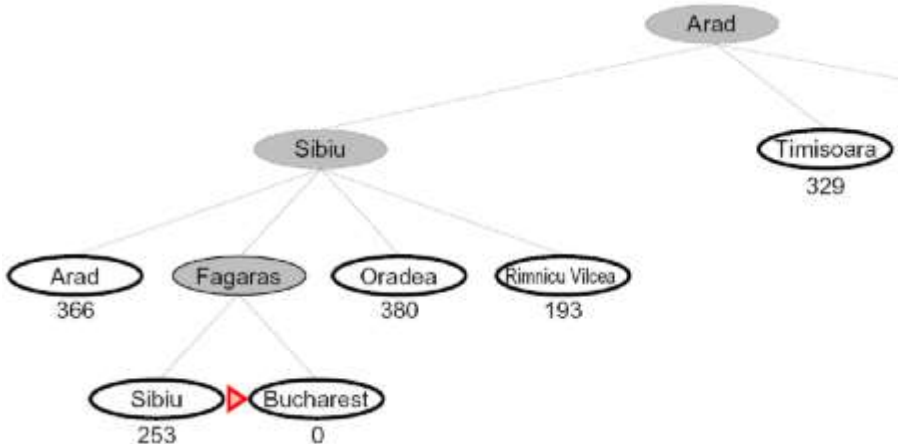 Arad
Sibiu
Timisoara
329
Arad
Fagaras
Oradea
Rimnicu Vilcea
366
380
193
Sibiu
Bucharest
253
0